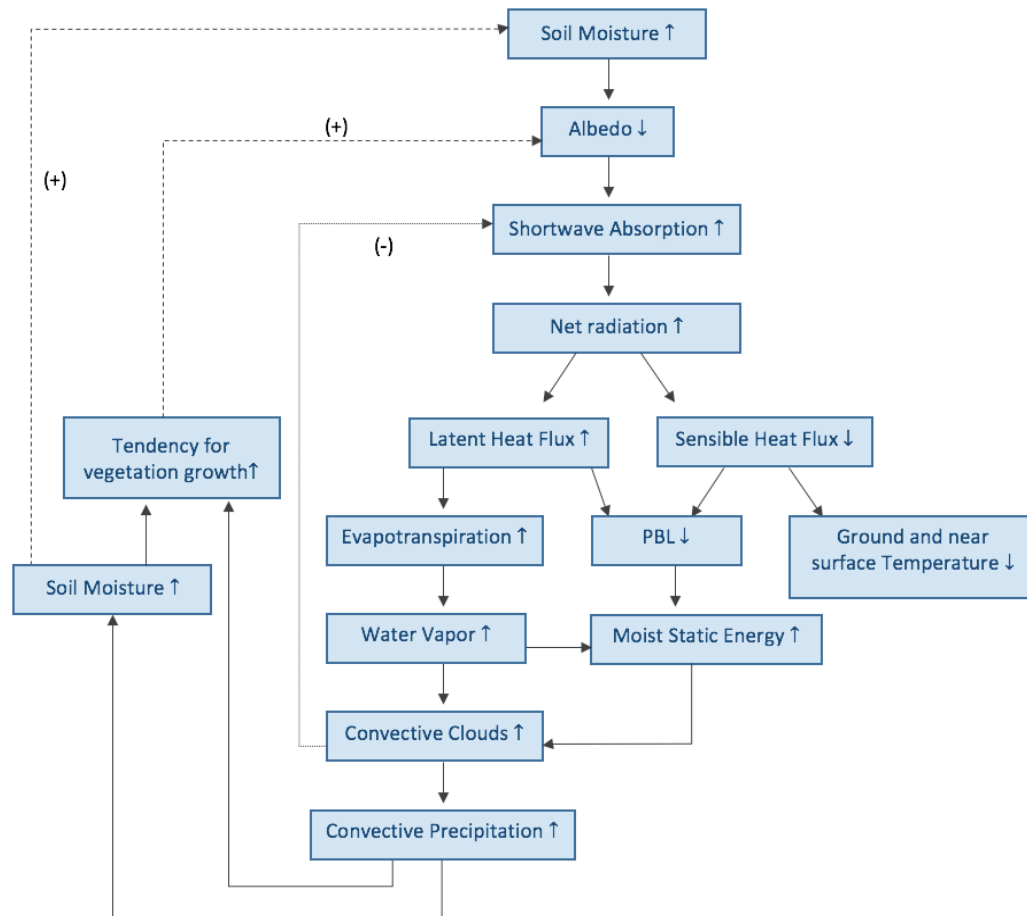 Soil Moisture ↑
Albedo ↓
(+)
(+)
Shortwave Absorption ↑
(-)
Net radiation ↑
Tendency for
vegetation growth↑
Latent Heat Flux ↑
Sensible Heat Flux ↓
Evapotranspiration ↑
PBL ↓
Ground and near
surface Temperature ↓
Soil Moisture ↑
Water Vapor ↑
Moist Static Energy ↑
Convective Clouds ↑
Convective Precipitation ↑